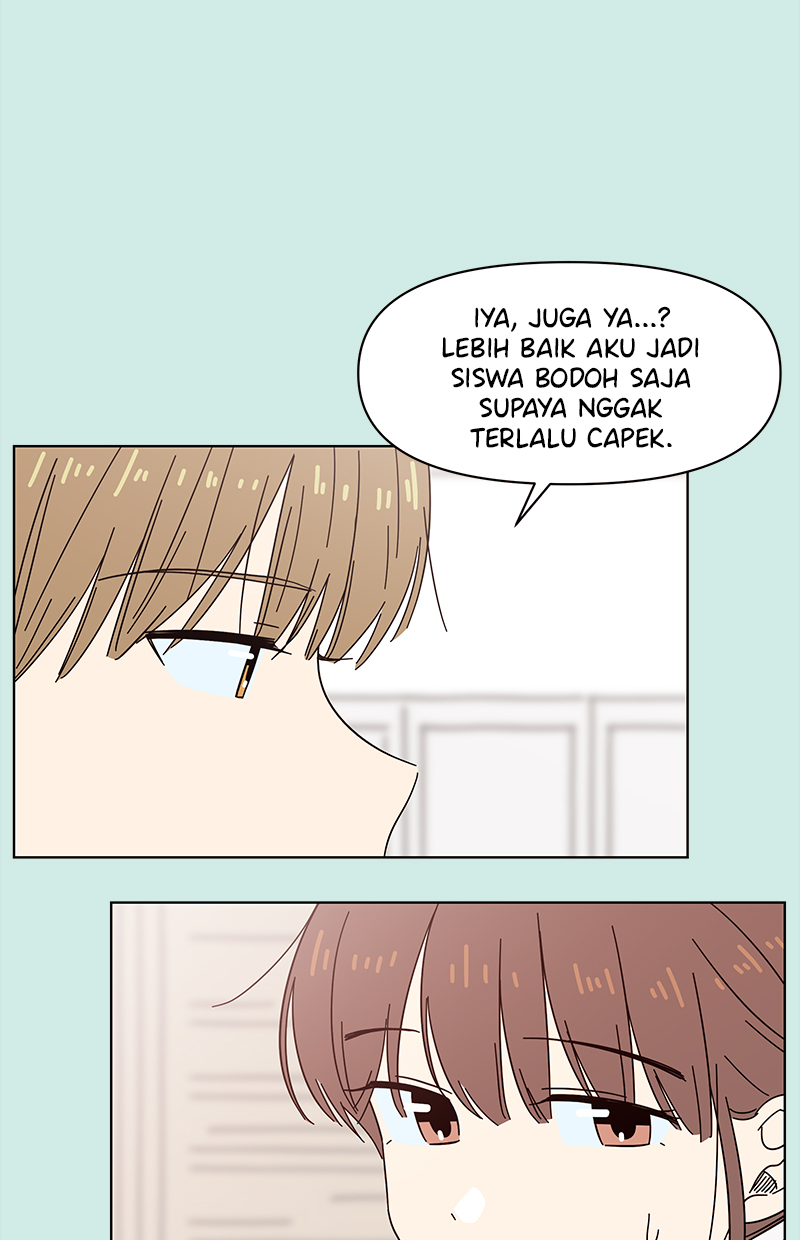 IYA, JUGA YA...?
LEBIH BAIK AKU JADI
SISWA BODOH SAJA
SUPAYA NGGAK
TERLALU CAPEK.